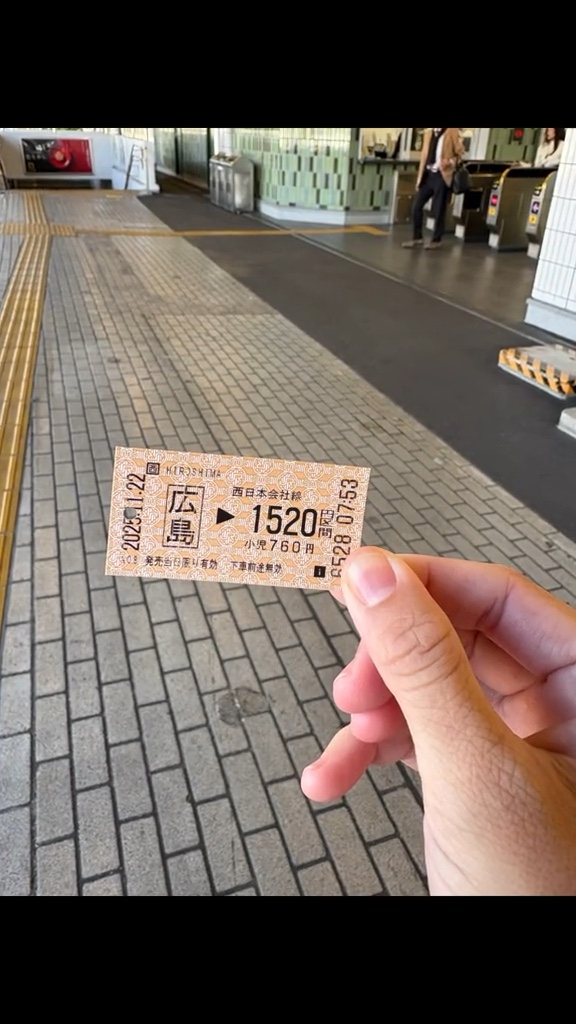 西 HIROSHIMA
2025.11.22
広島
▶
西日本会社線
1520円区間
小児760円
発売当日限り有効 下車前途無効
07:53